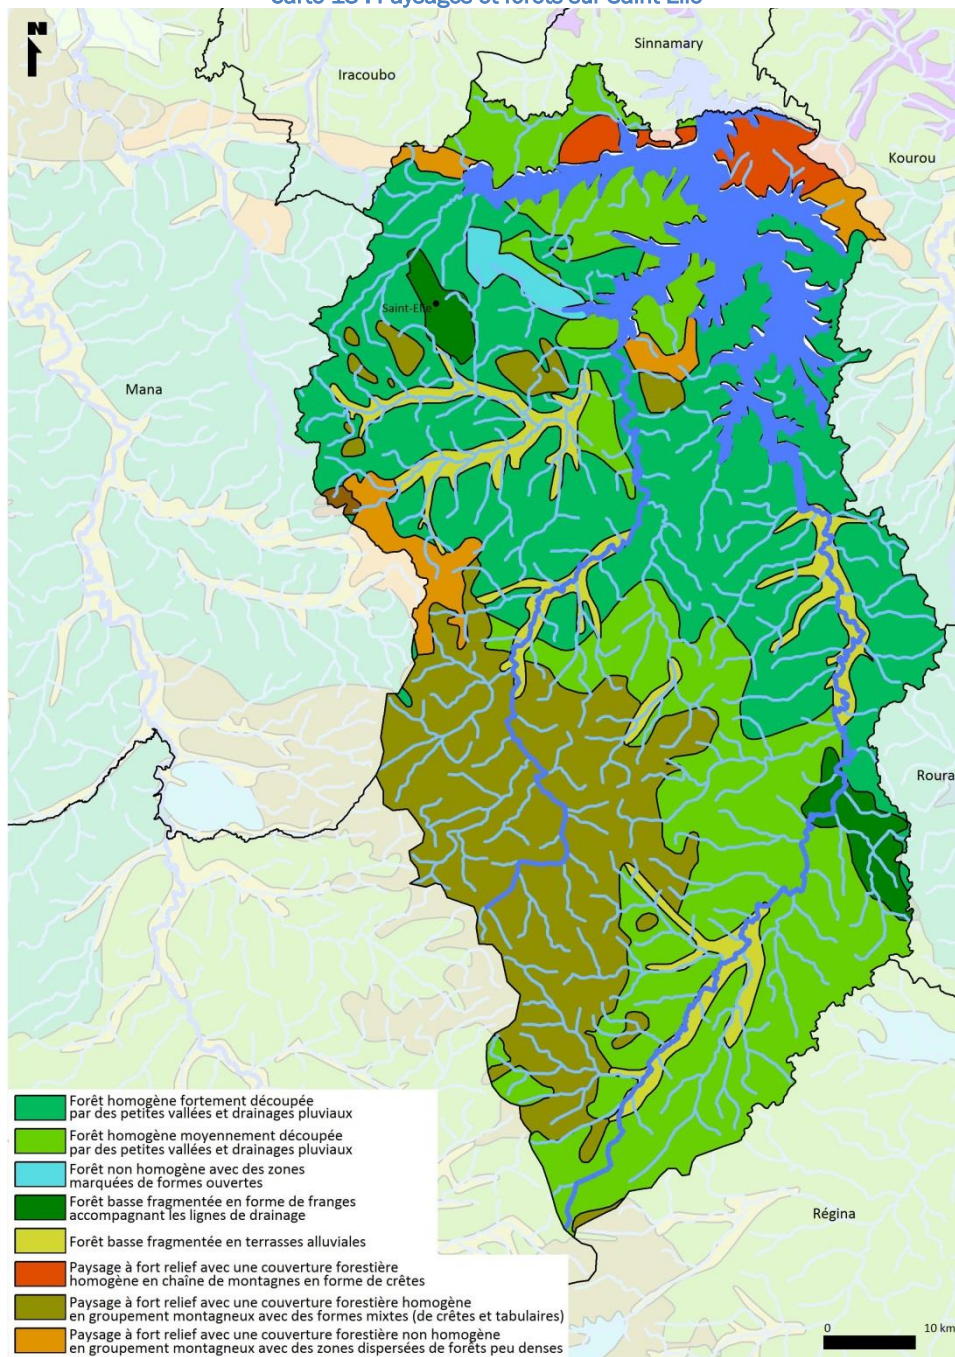 N
Sinnamary
Iracoubo
Kourou
Saint-Elie
Mana
Roura
Régina
Forêt homogène fortement découpée
par des petites vallées et drainages pluviaux
Forêt homogène moyennement découpée
par des petites vallées et drainages pluviaux
Forêt non homogène avec des zones
marquées de formes ouvertes
Forêt basse fragmentée en forme de franges
accompagnant les lignes de drainage
Forêt basse fragmentée en terrasses alluviales
Paysage à fort relief avec une couverture forestière
homogène en chaîne de montagnes en forme de crêtes
Paysage à fort relief avec une couverture forestière homogène
en groupement montagneux avec des formes mixtes (de crêtes et tabulaires)
Paysage à fort relief avec une couverture forestière non homogène
en groupement montagneux avec des zones dispersées de forêts peu denses
0 10 km